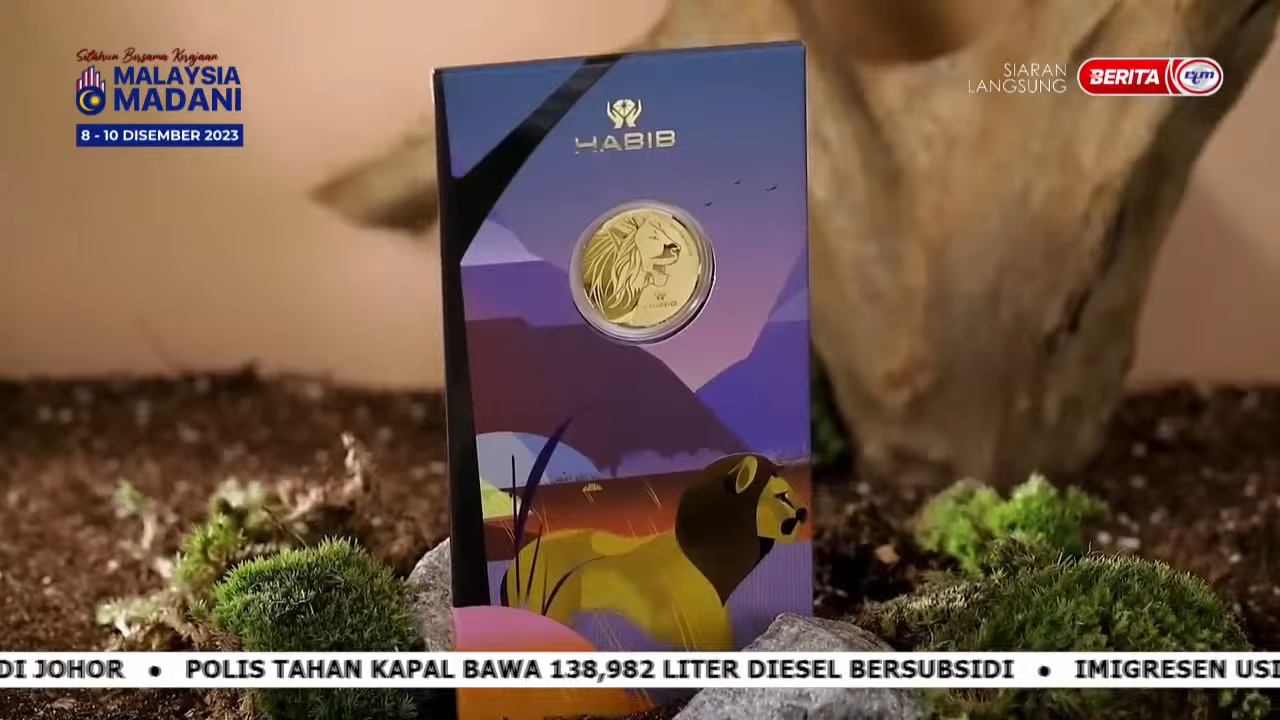 Setahun Bersama Kerajaan
MALAYSIA
MADANI
8 - 10 DISEMBER 2023
SIARAN
LANGSUNG
BERITA rtm
HABIB
HABIB
DI JOHOR • POLIS TAHAN KAPAL BAWA 138,982 LITER DIESEL BERSUBSIDI • IMIGRESEN USI